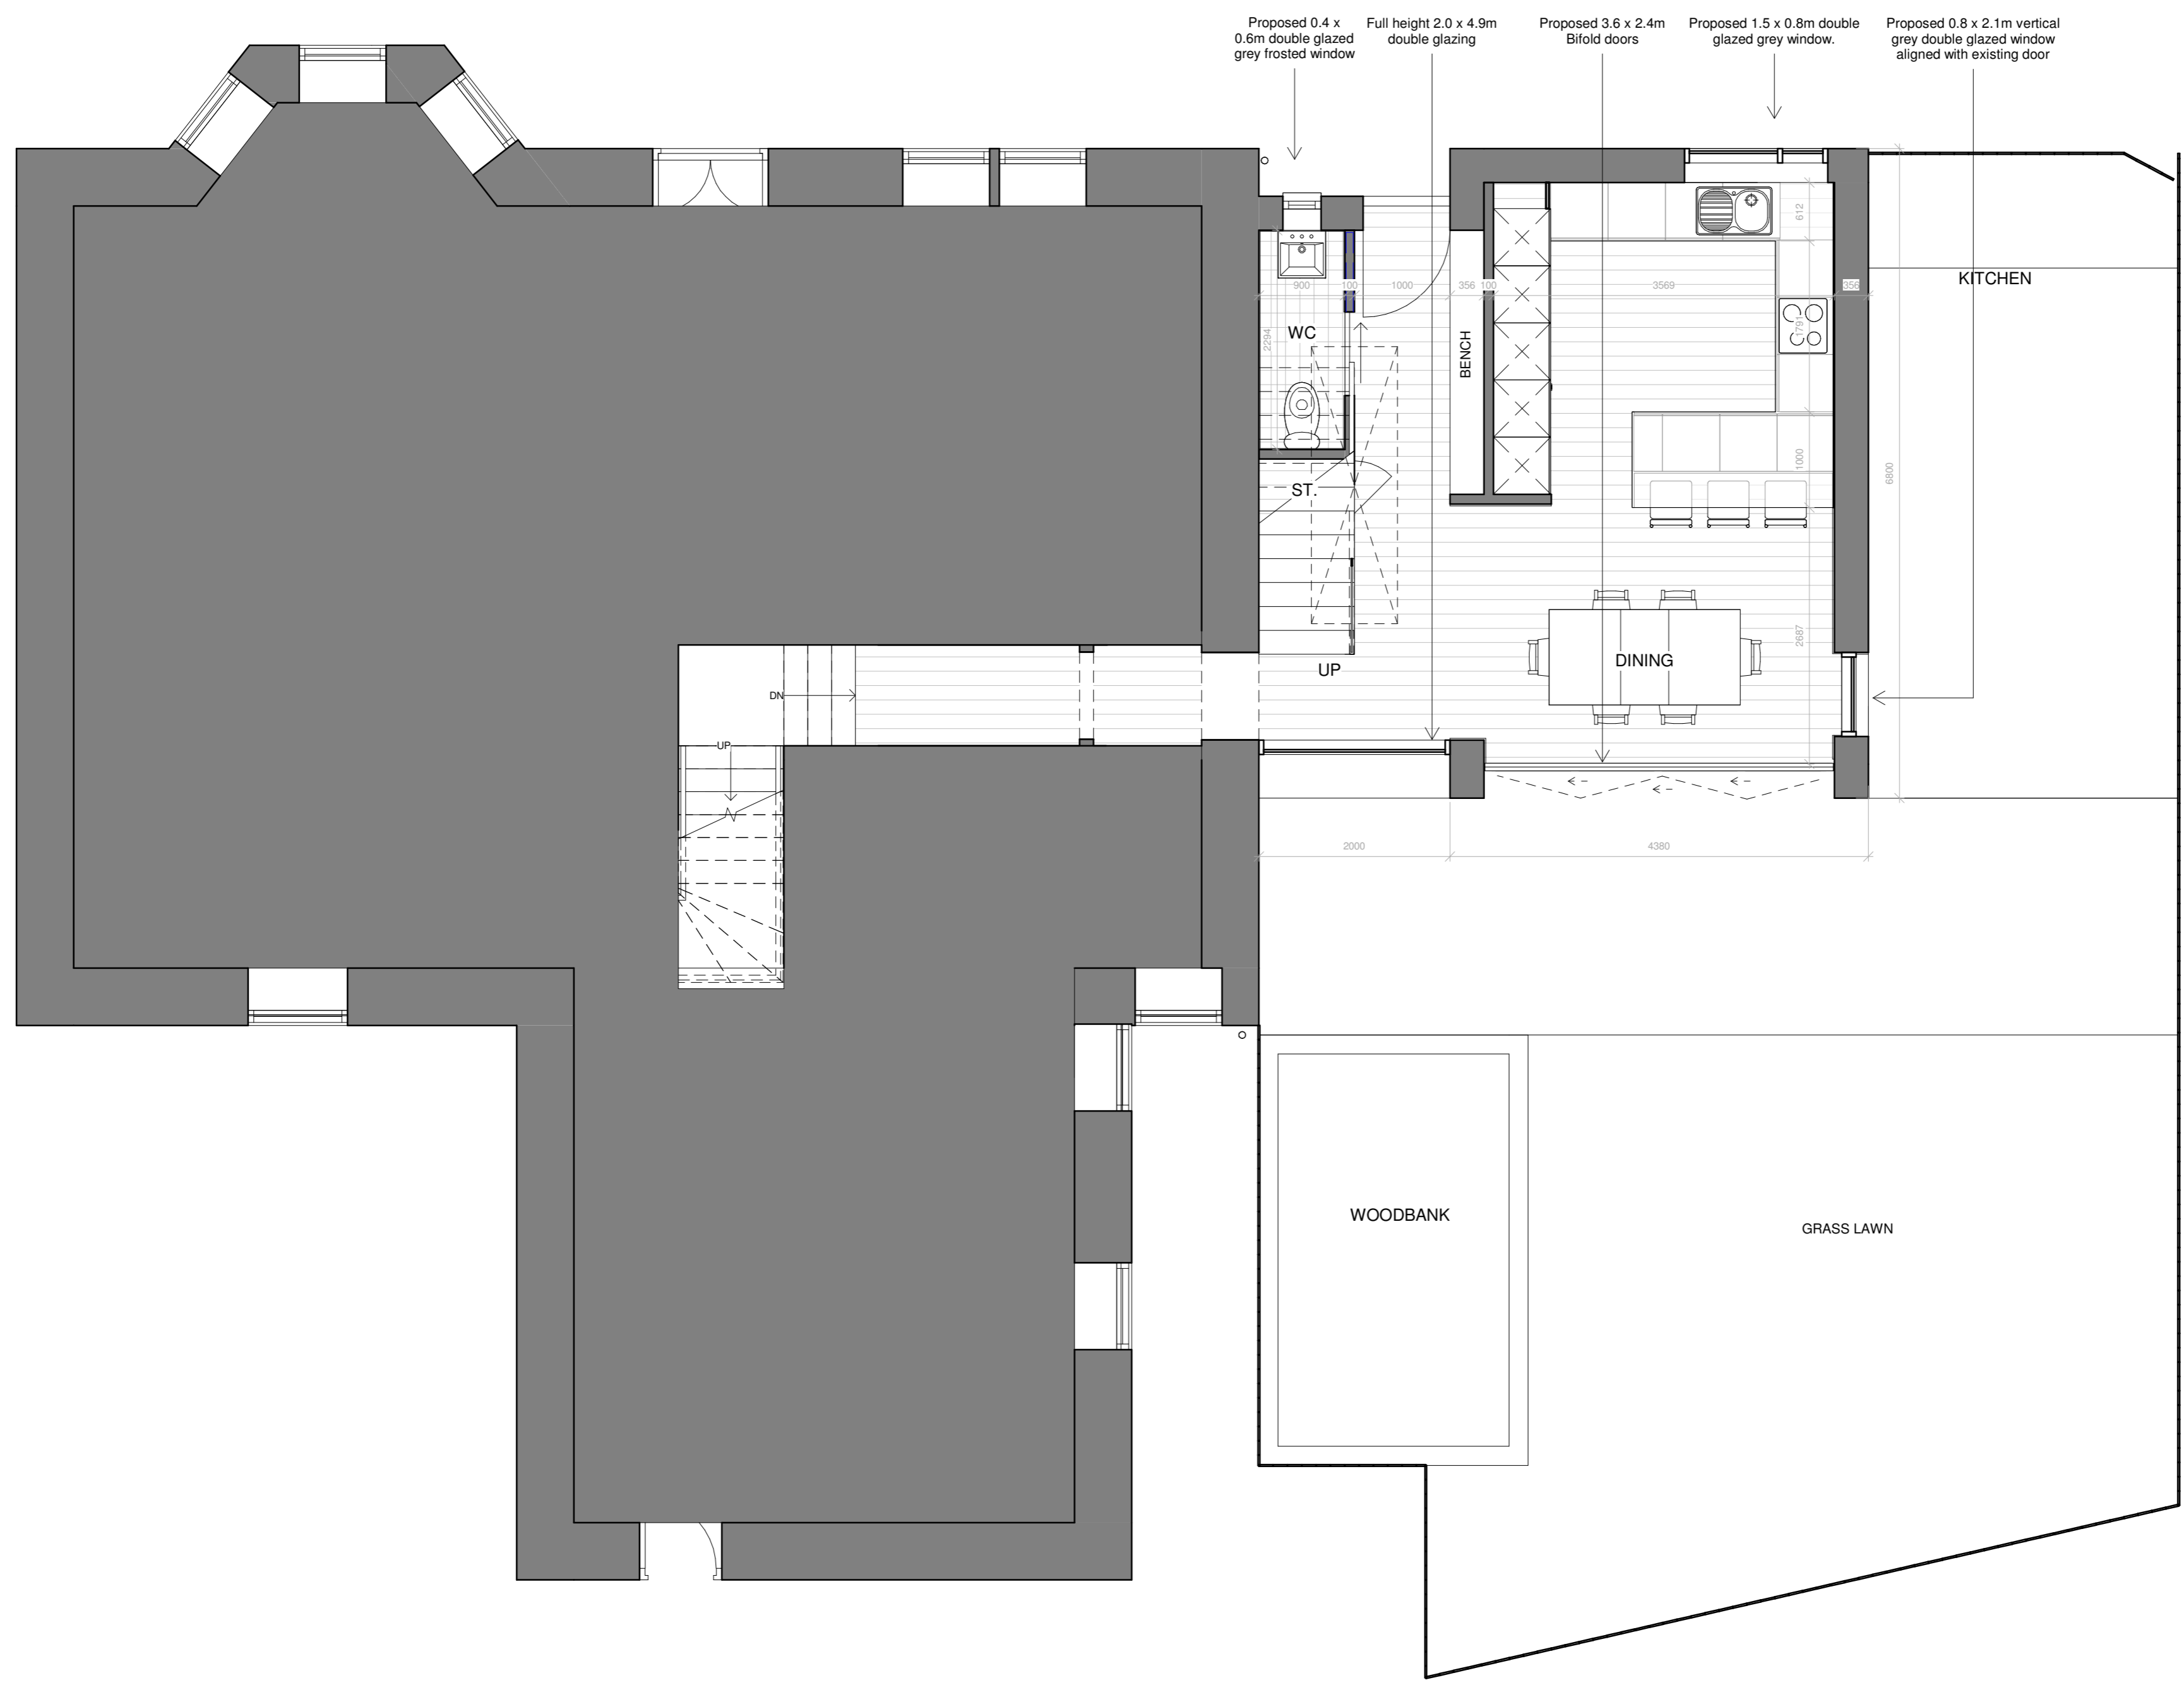 Proposed 0.4 x
0.6m double glazed
grey frosted window
Full height 2.0 x 4.9m
double glazing
Proposed 3.6 x 2.4m
Bifold doors
Proposed 1.5 x 0.8m double
glazed grey window.
Proposed 0.8 x 2.1m vertical
grey double glazed window
aligned with existing door
612
KITCHEN
900
100
1000
356
100
3569
356
WC
2294
1791
BENCH
1000
6800
ST.
2687
DINING
UP
DN
UP
2000
4380
WOODBANK
GRASS LAWN